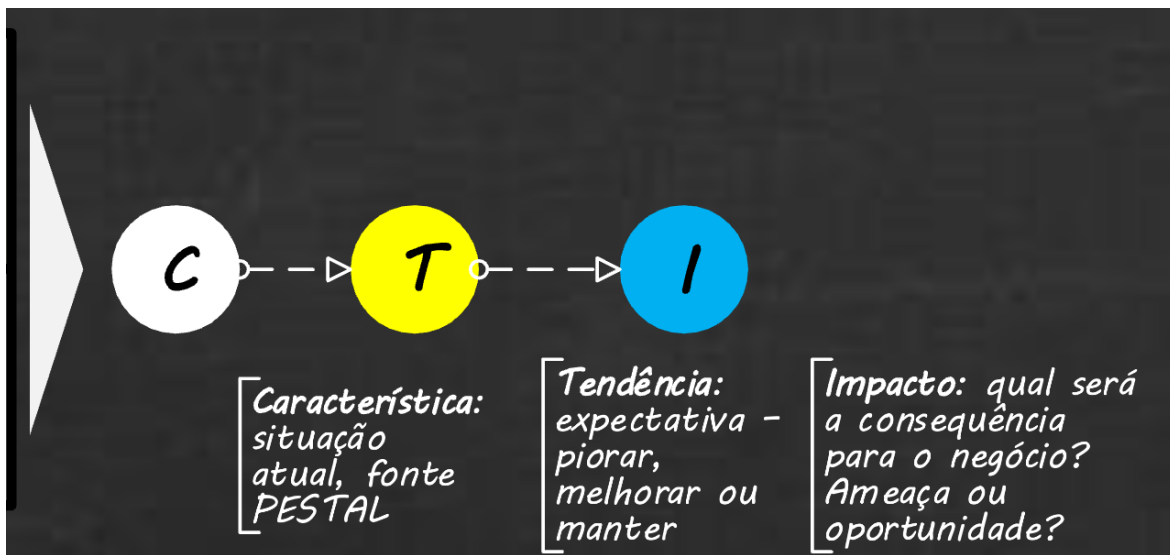 C
T
I
Característica:
situação
atual, fonte
PESTAL
Tendência:
expectativa -
piorar,
melhorar ou
manter
Impacto: qual será
a consequência
para o negócio?
Ameaça ou
oportunidade?